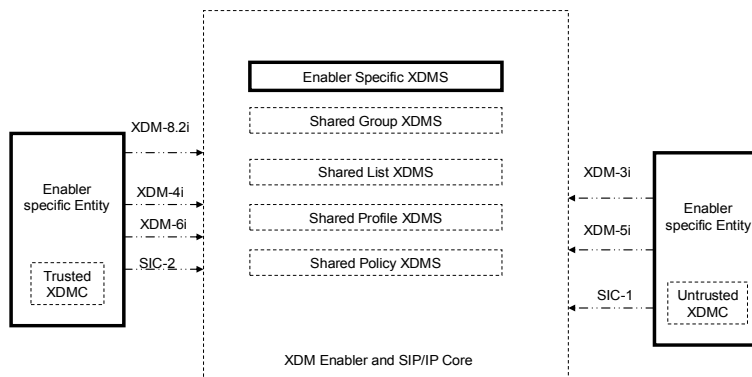 Enabler Specific XDMS
Shared Group XDMS
Shared List XDMS
Shared Profile XDMS
Shared Policy XDMS
XDM Enabler and SIP/IP Core
Enabler
specific Entity
Trusted
XDMC
XDM-8.2i
XDM-4i
XDM-6i
SIC-2
XDM-3i
XDM-5i
SIC-1
Enabler
specific Entity
Untrusted
XDMC